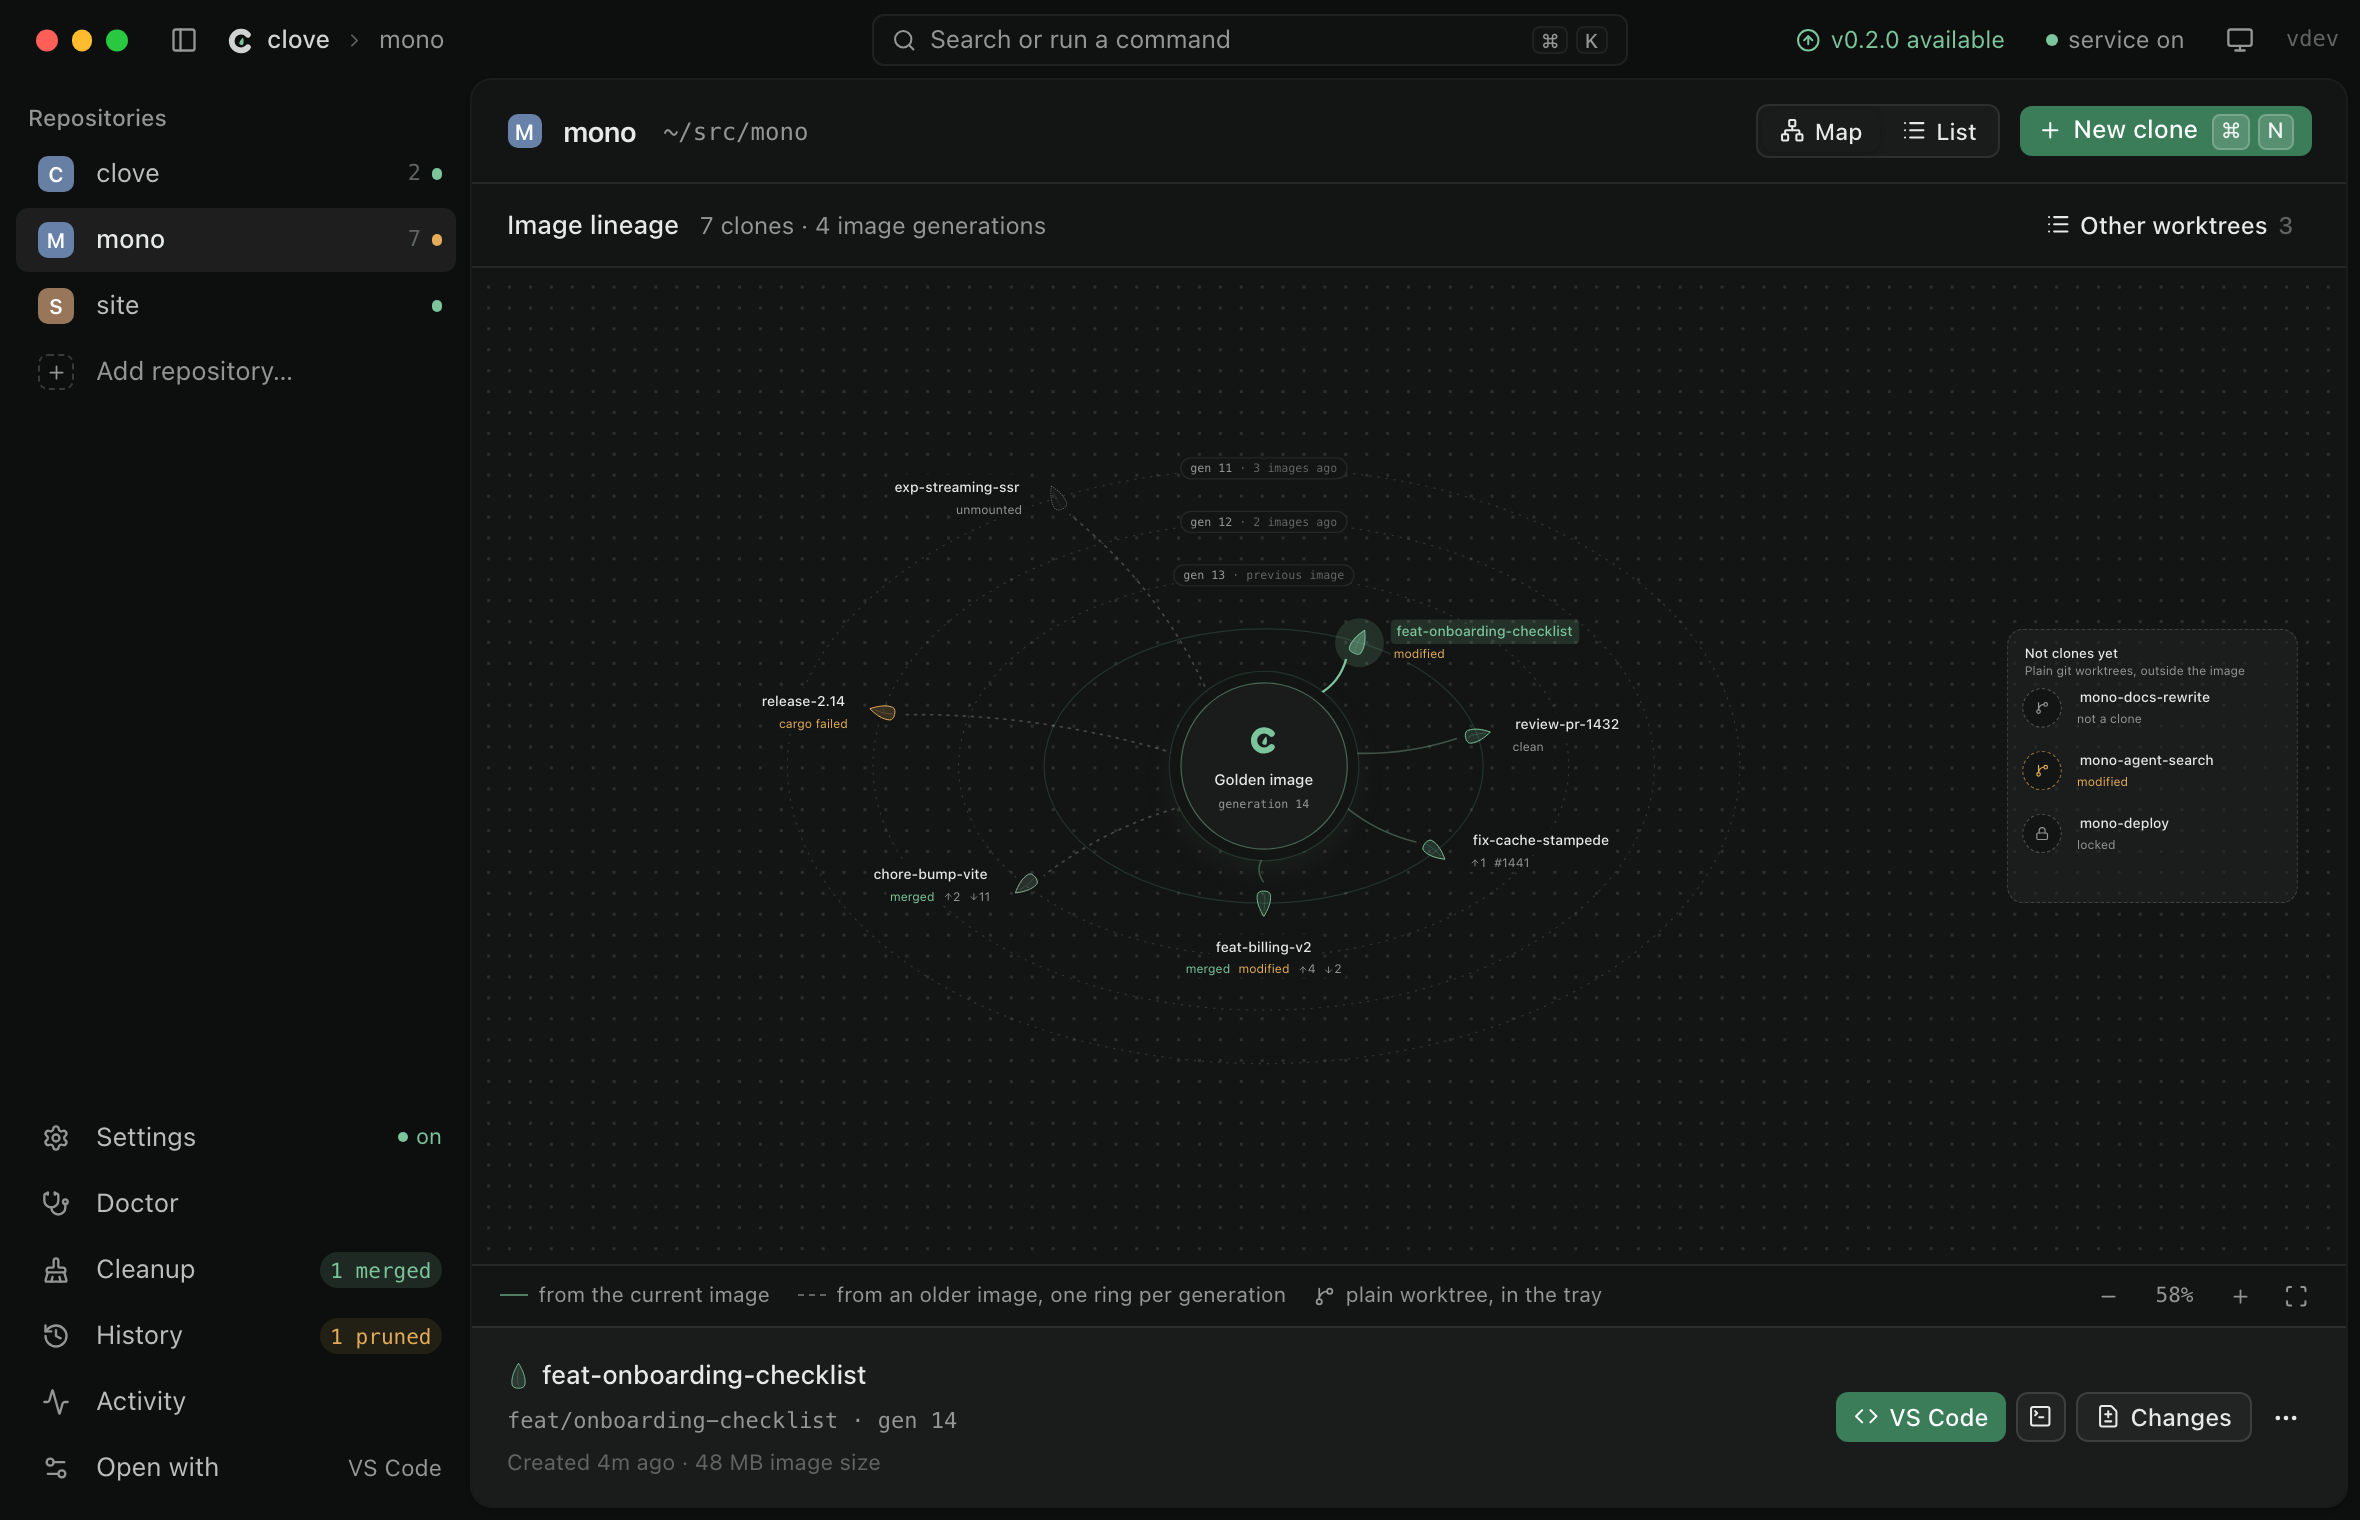 clove > mono
Search or run a command ⌘ K
v0.2.0 available
service on
vdev
Repositories
C clove 2
M mono 7
S site
Add repository...
Settings on
Doctor
Cleanup 1 merged
History 1 pruned
Activity
Open with VS Code
M mono ~/src/mono
Map
List
+ New clone ⌘ N
Image lineage 7 clones · 4 image generations
Other worktrees 3
gen 11 · 3 images ago
exp-streaming-ssr
unmounted
gen 12 · 2 images ago
gen 13 · previous image
feat-onboarding-checklist
modified
release-2.14
cargo failed
review-pr-1432
clean
Golden image
generation 14
fix-cache-stampede
↑1 #1441
chore-bump-vite
merged ↑2 ↓11
feat-billing-v2
merged modified ↑4 ↓2
Not clones yet
Plain git worktrees, outside the image
mono-docs-rewrite
not a clone
mono-agent-search
modified
mono-deploy
locked
from the current image
from an older image, one ring per generation
plain worktree, in the tray
− 58% +
feat-onboarding-checklist
feat/onboarding-checklist · gen 14
Created 4m ago · 48 MB image size
VS Code
Changes